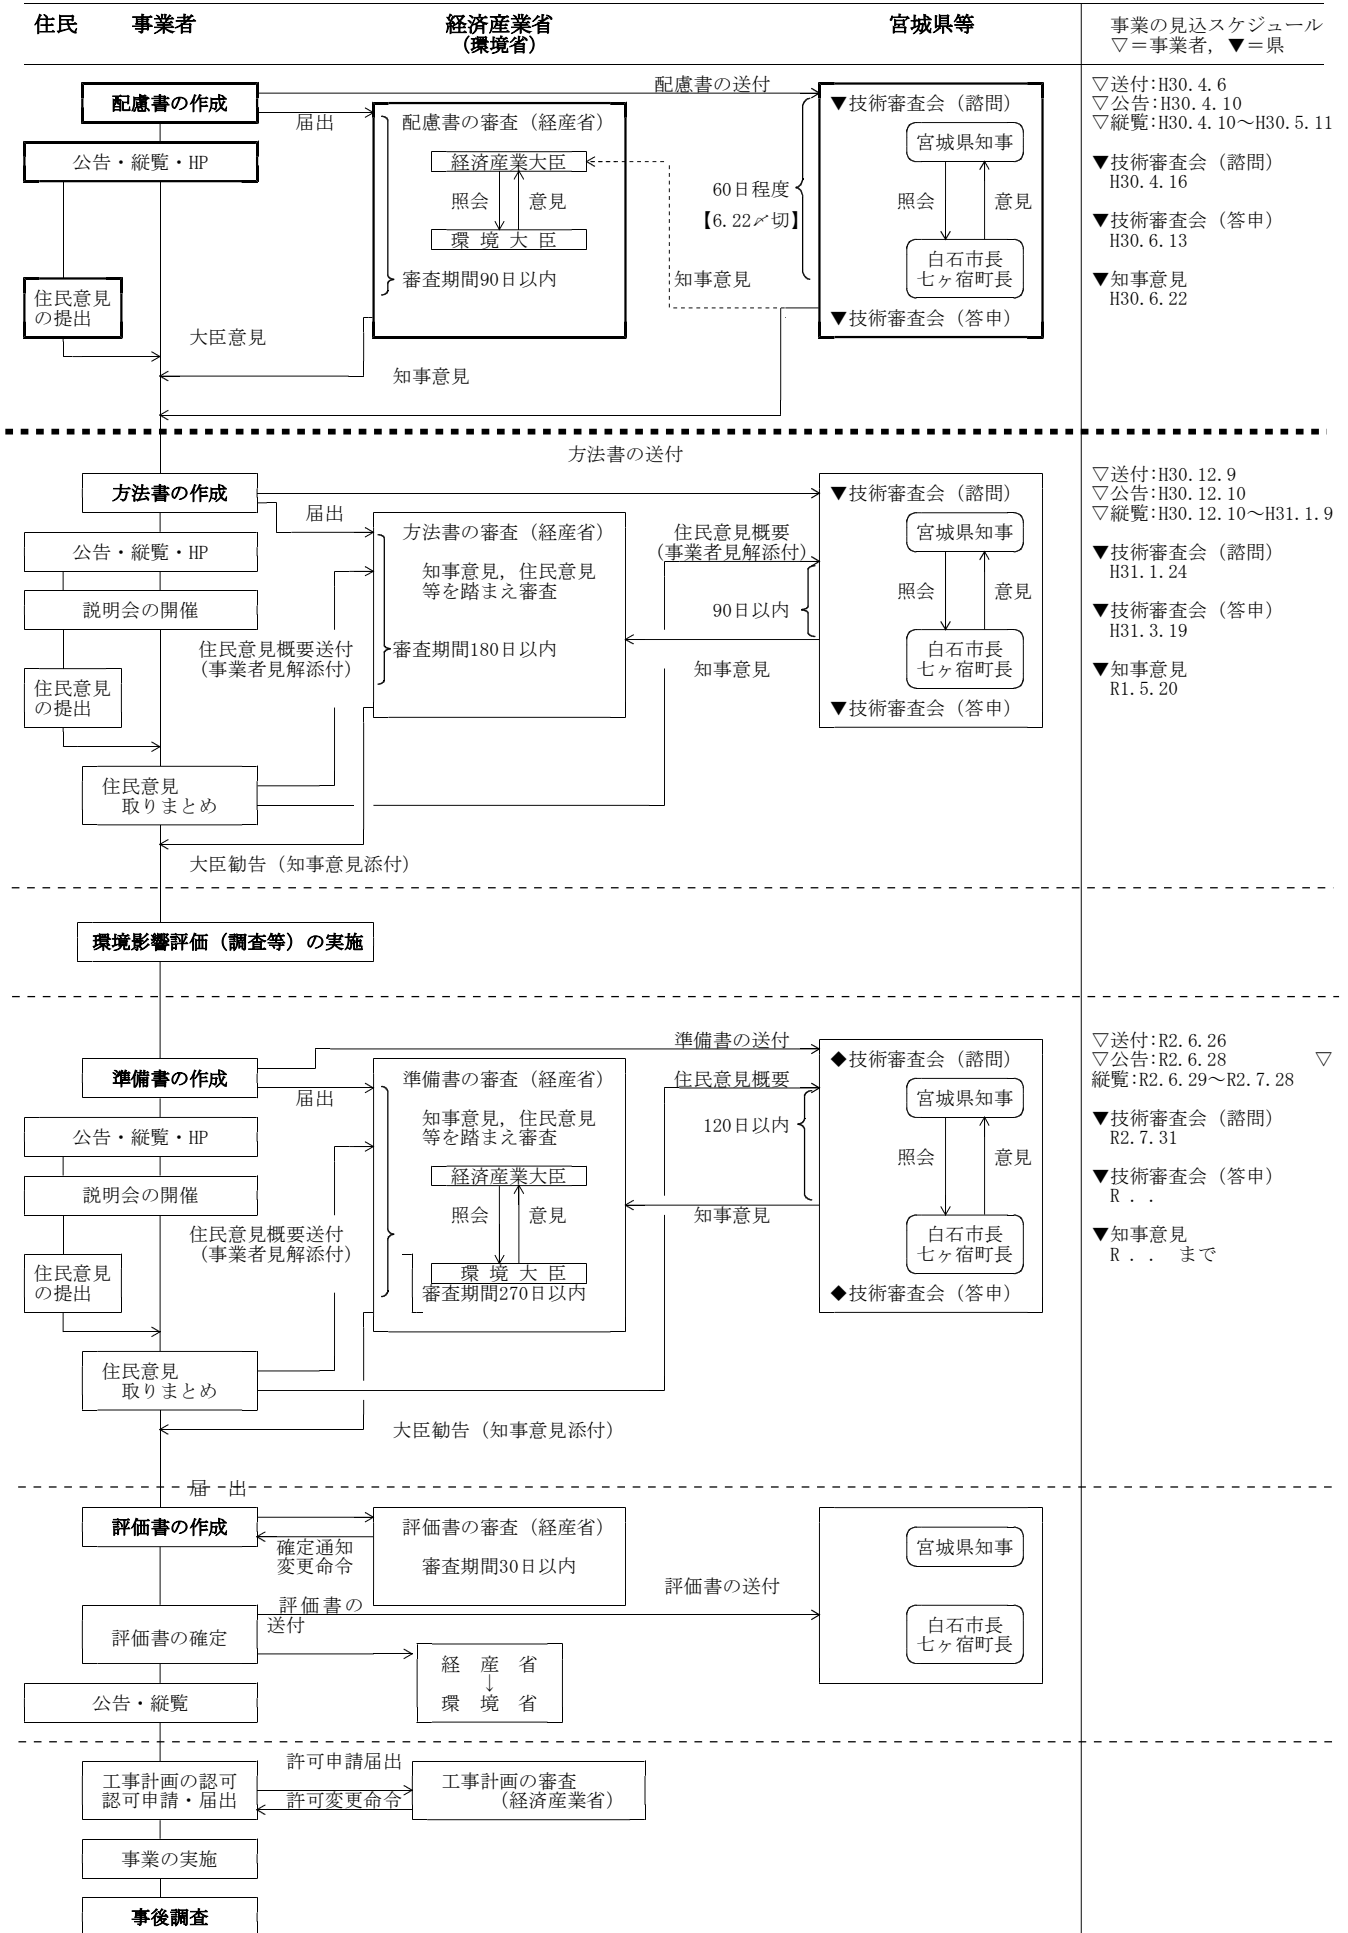 住民
事業者
経済産業省
(環境省)
宮城県等
事業の見込スケジュール
▽＝事業者，▼＝県
配慮書の作成
届出
配慮書の送付
公告・縦覧・HP
住民意見
の提出
配慮書の審査（経産省）
経済産業大臣
照会
意見
環 境 大 臣
審査期間90日以内
大臣意見
知事意見
60日程度
【6.22〆切】
知事意見
▼技術審査会（諮問）
宮城県知事
照会
意見
白石市長
七ヶ宿町長
▼技術審査会（答申）
▽送付:H30.4.6
▽公告:H30.4.10
▽縦覧:H30.4.10～H30.5.11
▼技術審査会（諮問）
H30.4.16
▼技術審査会（答申）
H30.6.13
▼知事意見
H30.6.22
方法書の送付
方法書の作成
届出
公告・縦覧・HP
説明会の開催
住民意見
の提出
住民意見概要送付
(事業者見解添付)
住民意見
取りまとめ
方法書の審査（経産省）
知事意見，住民意見
等を踏まえ審査
審査期間180日以内
大臣勧告（知事意見添付）
住民意見概要
(事業者見解添付)
90日以内
知事意見
▼技術審査会（諮問）
宮城県知事
照会
意見
白石市長
七ヶ宿町長
▼技術審査会（答申）
▽送付:H30.12.9
▽公告:H30.12.10
▽縦覧:H30.12.10～H31.1.9
▼技術審査会（諮問）
H31.1.24
▼技術審査会（答申）
H31.3.19
▼知事意見
R1.5.20
環境影響評価（調査等）の実施
準備書の送付
準備書の作成
届出
公告・縦覧・HP
説明会の開催
住民意見
の提出
住民意見概要送付
（事業者見解添付）
住民意見
取りまとめ
準備書の審査（経産省）
知事意見，住民意見
等を踏まえ審査
経済産業大臣
照会
意見
環 境 大 臣
審査期間270日以内
大臣勧告（知事意見添付）
住民意見概要
120日以内
知事意見
◆技術審査会（諮問）
宮城県知事
照会
意見
白石市長
七ヶ宿町長
◆技術審査会（答申）
▽送付:R2.6.26
▽公告:R2.6.28 ▽
縦覧:R2.6.29～R2.7.28
▼技術審査会（諮問）
R2.7.31
▼技術審査会（答申）
R . .
▼知事意見
R . . まで
届 出
評価書の作成
確定通知
変更命令
評価書の審査（経産省）
審査期間30日以内
評価書の送付
宮城県知事
白石市長
七ヶ宿町長
評価書の
送付
評価書の確定
経 産 省
↓
環 境 省
公告・縦覧
工事計画の認可
認可申請・届出
許可申請届出
許可変更命令
工事計画の審査
（経済産業省）
事業の実施
事後調査